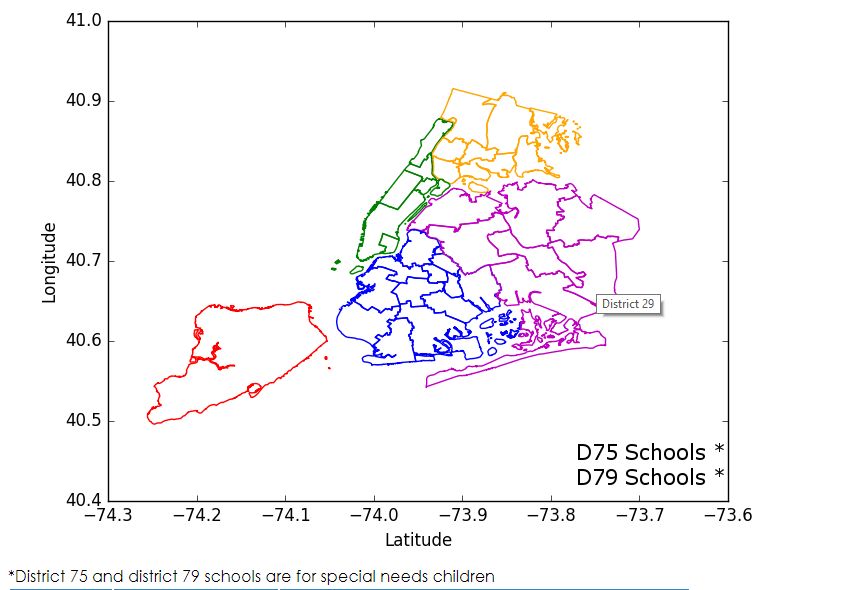 41.0
40.9
40.8
40.7
40.6
40.5
40.4
Longitude
District 29
D75 Schools *
D79 Schools *
−74.3 −74.2 −74.1 −74.0 −73.9 −73.8 −73.7 −73.6
Latitude
*District 75 and district 79 schools are for special needs children